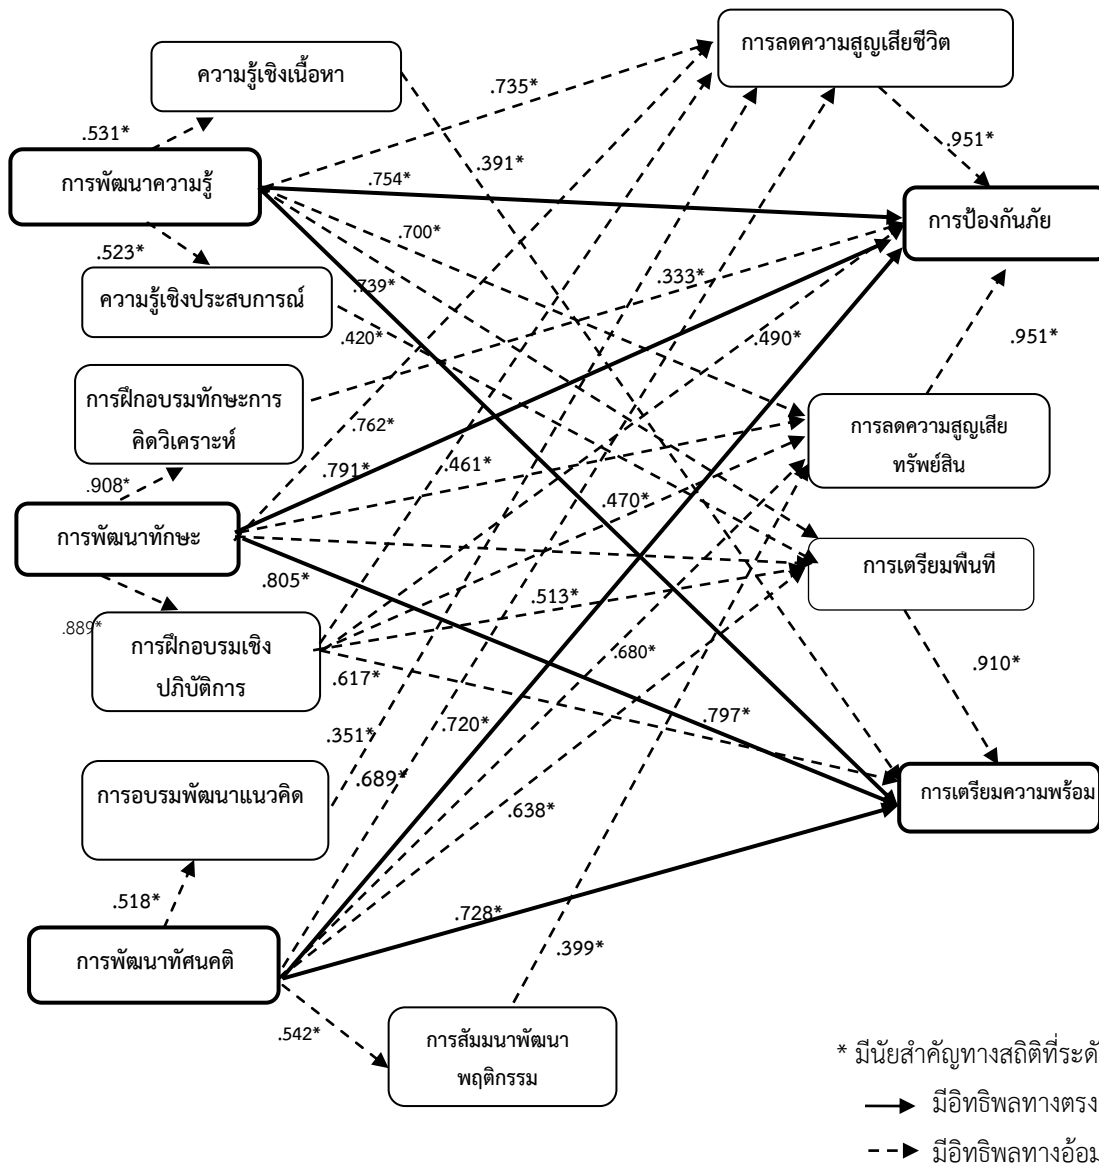 การลดความสูญเสียชีวิต
ความรู้เชิงเนื้อหา
.735*
.531*
.391*
.951*
การพัฒนาความรู้
.754*
การป้องกันภัย
.700*
.523*
.333*
ความรู้เชิงประสบการณ์
.739*
.420*
.490*
.951*
การฝึกอบรมทักษะการ
คิดวิเคราะห์
.762*
การลดความสูญเสีย
ทรัพย์สิน
.791*
.461*
.908*
.470*
การพัฒนาทักษะ
การเตรียมพื้นที่
.805*
.513*
.889*
การฝึกอบรมเชิง
ปฏิบัติการ
.680*
.617*
.910*
.797*
.351*
.720*
.689*
การอบรมพัฒนาแนวคิด
การเตรียมความพร้อม
.638*
.518*
.728*
.399*
การพัฒนาทัศนคติ
.542*
การสัมมนาพัฒนา
พฤติกรรม
* มีนัยสำคัญทางสถิติที่ระดั
มีอิทธิพลทางตรง
มีอิทธิพลทางอ้อม